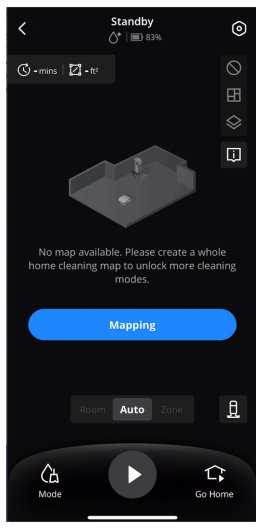 Standby
83%
- mins | - ft²
No map available. Please create a whole
home cleaning map to unlock more cleaning
modes.
Mapping
Room Auto Zone
Mode Go Home